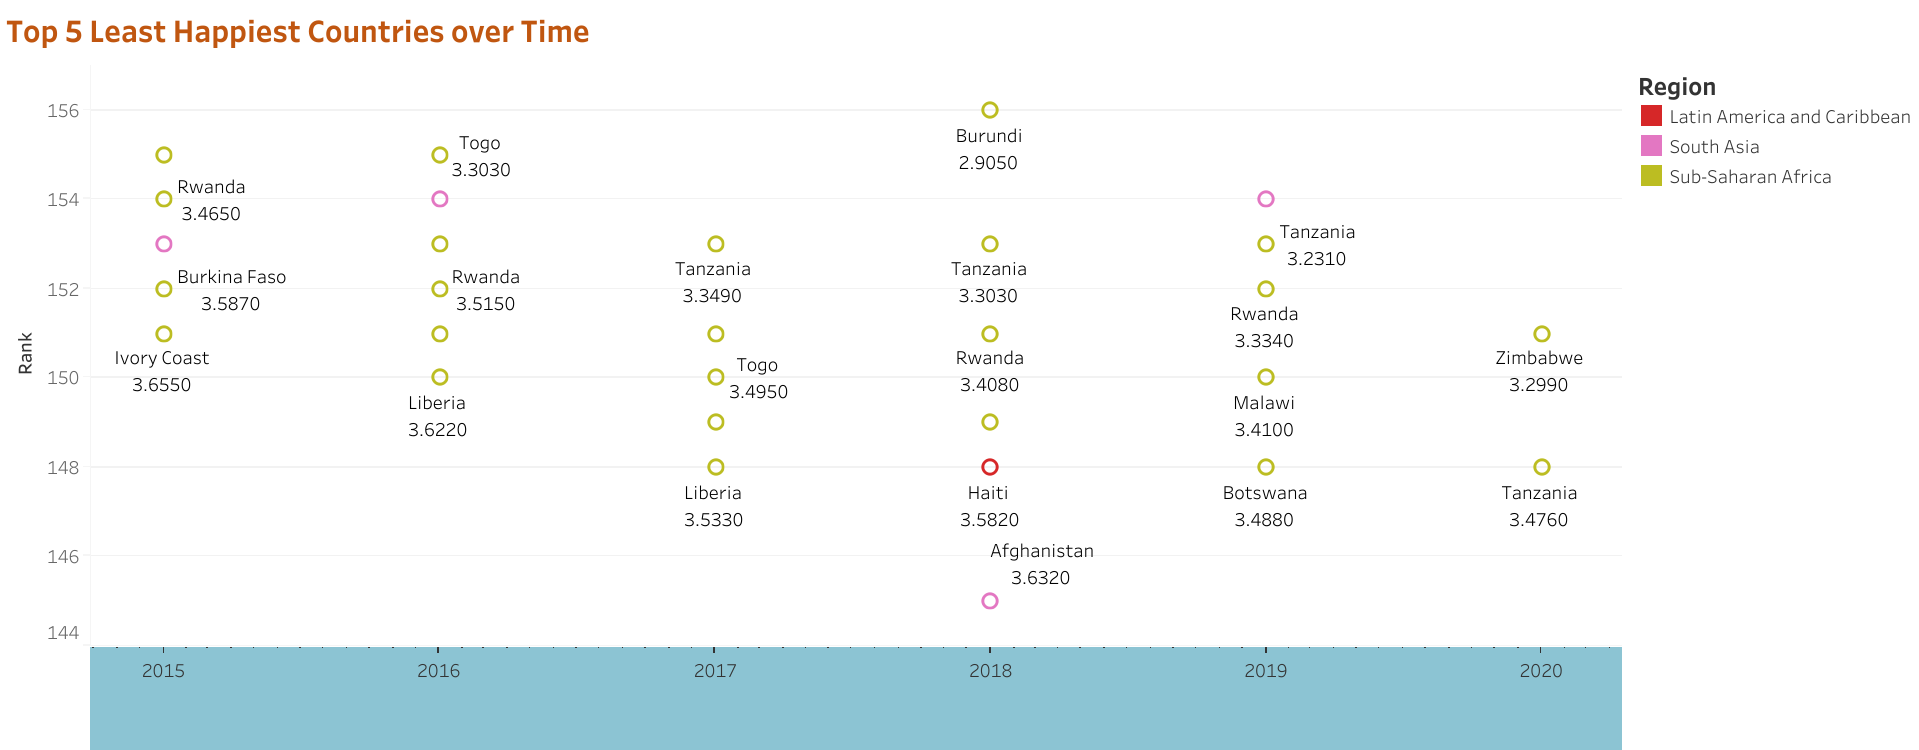 Top 5 Least Happiest Countries over Time
Rank
156
154
152
150
148
146
144
Rwanda
3.4650
Burkina Faso
3.5870
Ivory Coast
3.6550
Togo
3.3030
Rwanda
3.5150
Liberia
3.6220
Tanzania
3.3490
Togo
3.4950
Liberia
3.5330
Burundi
2.9050
Tanzania
3.3030
Rwanda
3.4080
Haiti
3.5820
Afghanistan
3.6320
Tanzania
3.2310
Rwanda
3.3340
Malawi
3.4100
Botswana
3.4880
Zimbabwe
3.2990
Tanzania
3.4760
2015
2016
2017
2018
2019
2020
Region
Latin America and Caribbean
South Asia
Sub-Saharan Africa